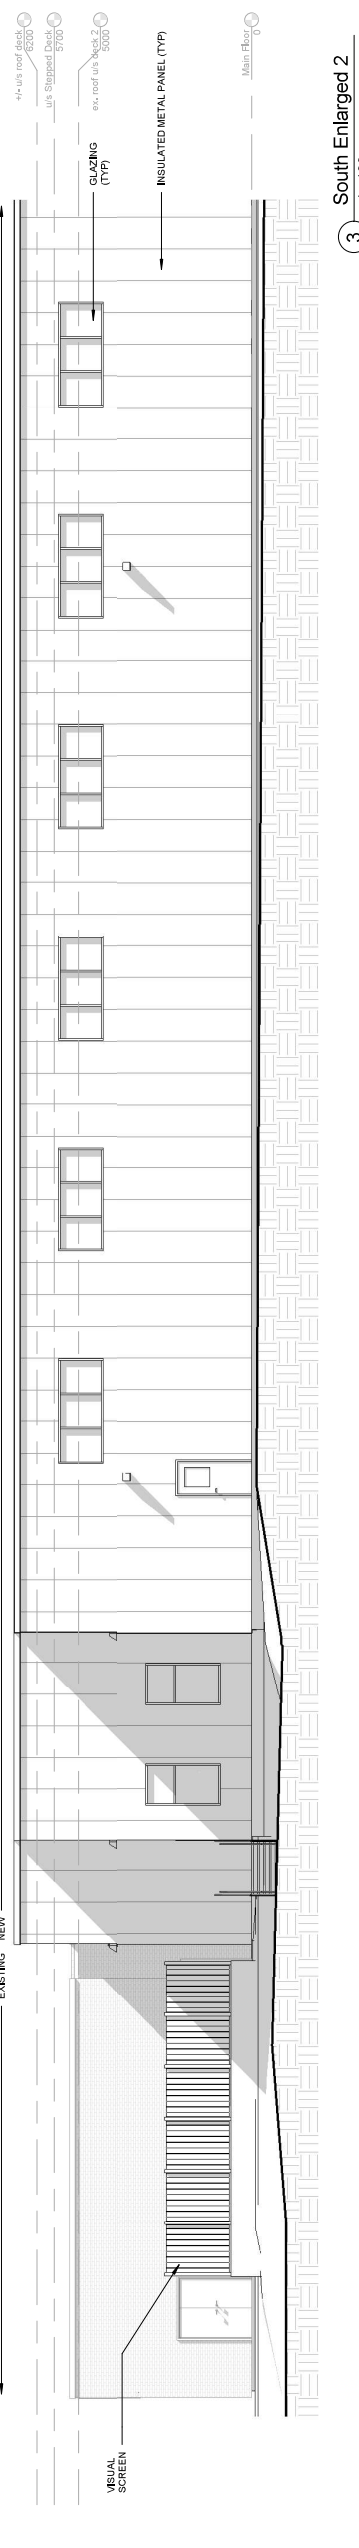 +/- u/s roof deck
6200
u/s Stepped Deck
5700
ex. roof u/s deck 2
5000
Main Floor
0
GLAZING
(TYP)
INSULATED METAL PANEL (TYP)
EXISTING
NEW
VISUAL
SCREEN
3
South Enlarged 2